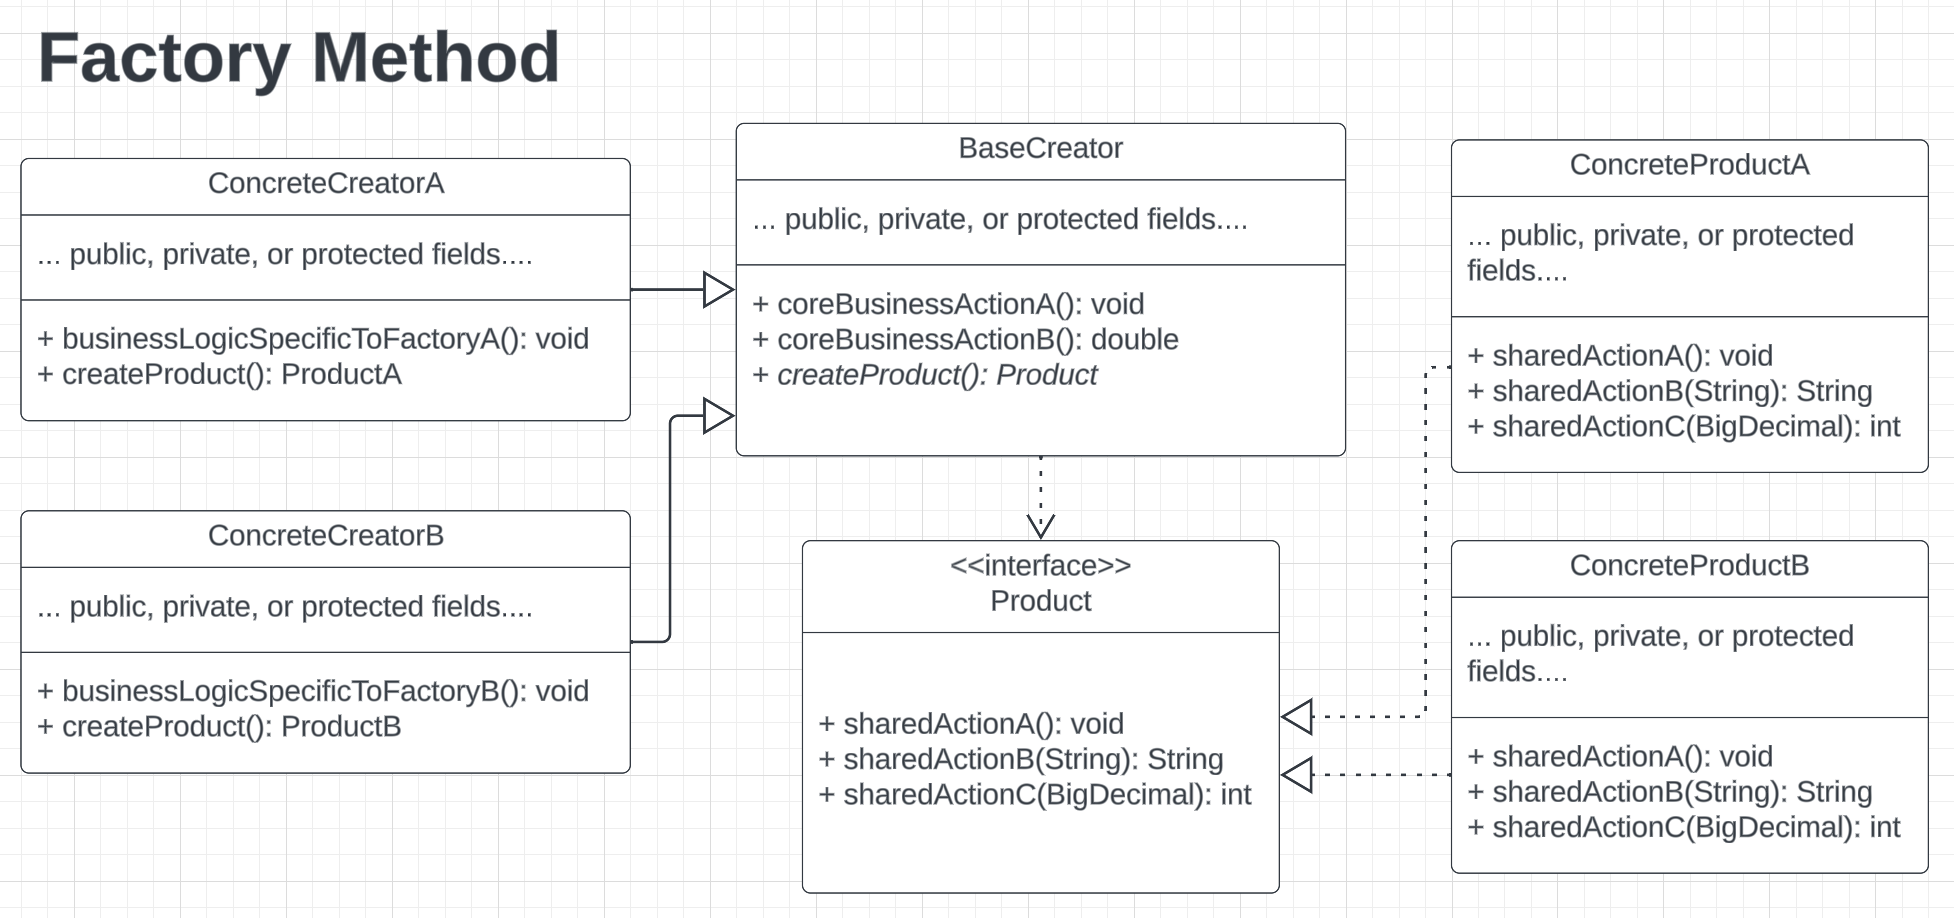 Factory Method
ConcreteCreatorA
... public, private, or protected fields....
+ businessLogicSpecificToFactoryA(): void
+ createProduct(): ProductA
ConcreteCreatorB
... public, private, or protected fields....
+ businessLogicSpecificToFactoryB(): void
+ createProduct(): ProductB
BaseCreator
... public, private, or protected fields....
+ coreBusinessActionA(): void
+ coreBusinessActionB(): double
+ createProduct(): Product
<<interface>>
Product
+ sharedActionA(): void
+ sharedActionB(String): String
+ sharedActionC(BigDecimal): int
ConcreteProductA
... public, private, or protected
fields....
+ sharedActionA(): void
+ sharedActionB(String): String
+ sharedActionC(BigDecimal): int
ConcreteProductB
... public, private, or protected
fields....
+ sharedActionA(): void
+ sharedActionB(String): String
+ sharedActionC(BigDecimal): int